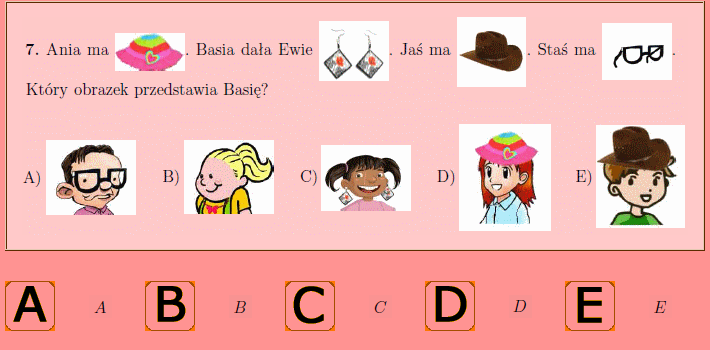 7. Ania ma . Basia dała Ewie . Jaś ma . Staś ma .
Który obrazek przedstawia Basię?
A) B) C) D) E)
A A B B C C D D E E